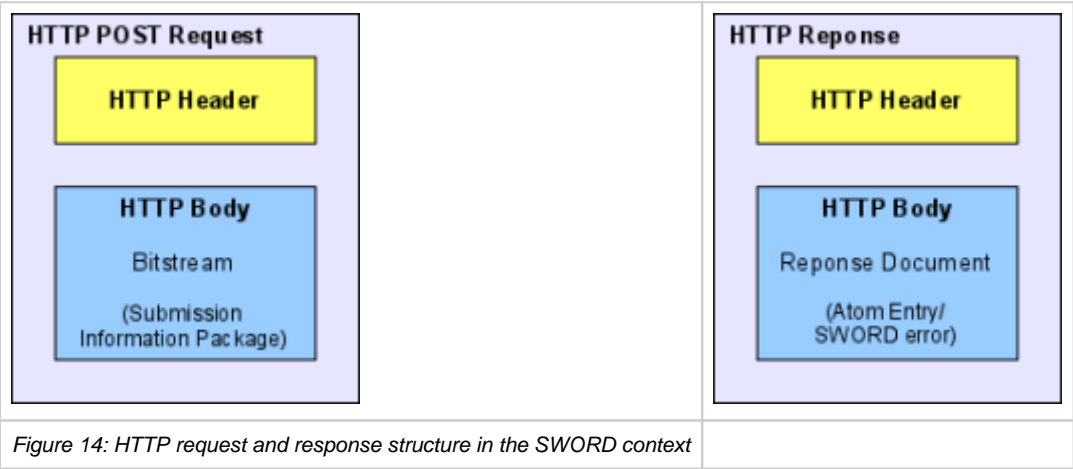 HTTP POST Request
HTTP Header
HTTP Body
Bitstream
(Submission
Information Package)
HTTP Reponse
HTTP Header
HTTP Body
Reponse Document
(Atom Entry/
SWORD error)
Figure 14: HTTP request and response structure in the SWORD context